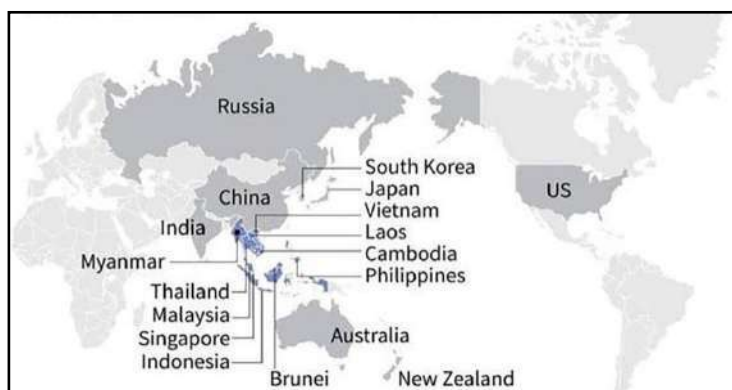 Russia
South Korea
China
Japan
US
Vietnam
India
Laos
Myanmar
Cambodia
Philippines
Thailand
Malaysia
Singapore
Australia
Indonesia
Brunei
New Zealand